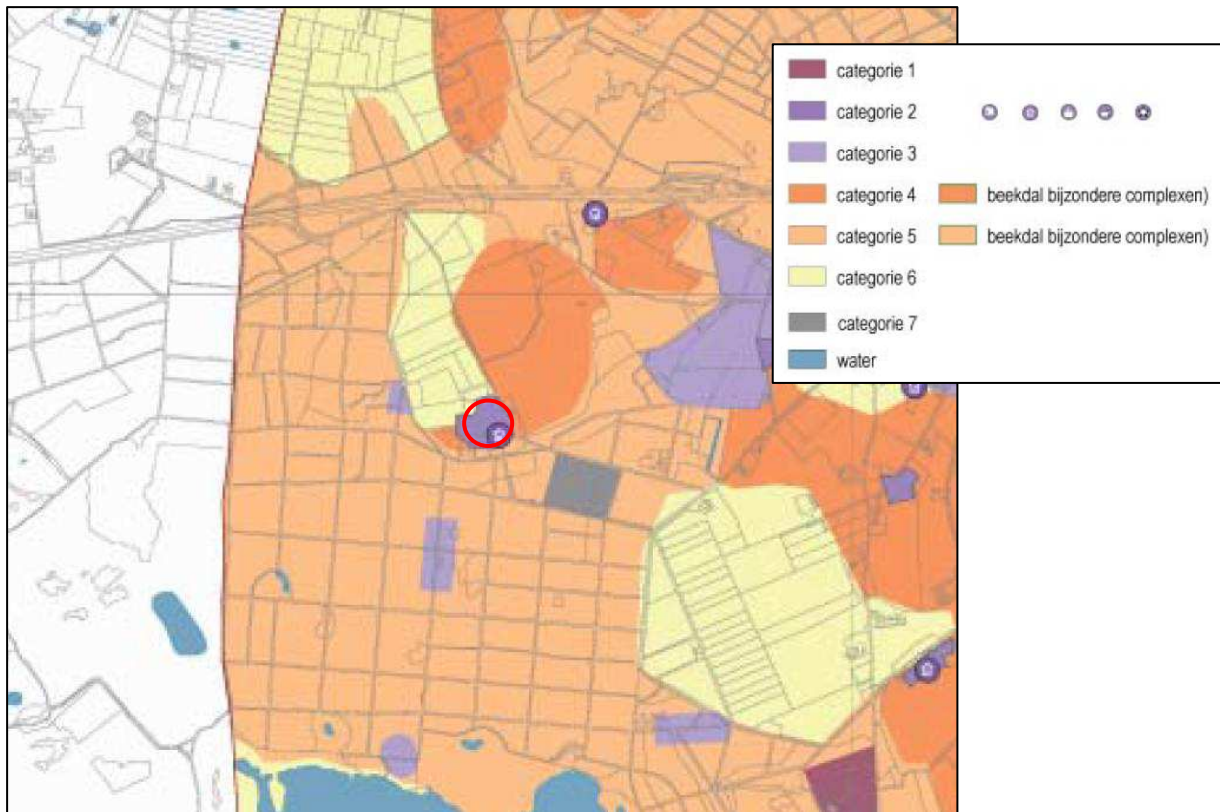 categorie 1
categorie 2
categorie 3
categorie 4
beekdal bijzondere complexen)
categorie 5
beekdal bijzondere complexen)
categorie 6
categorie 7
water